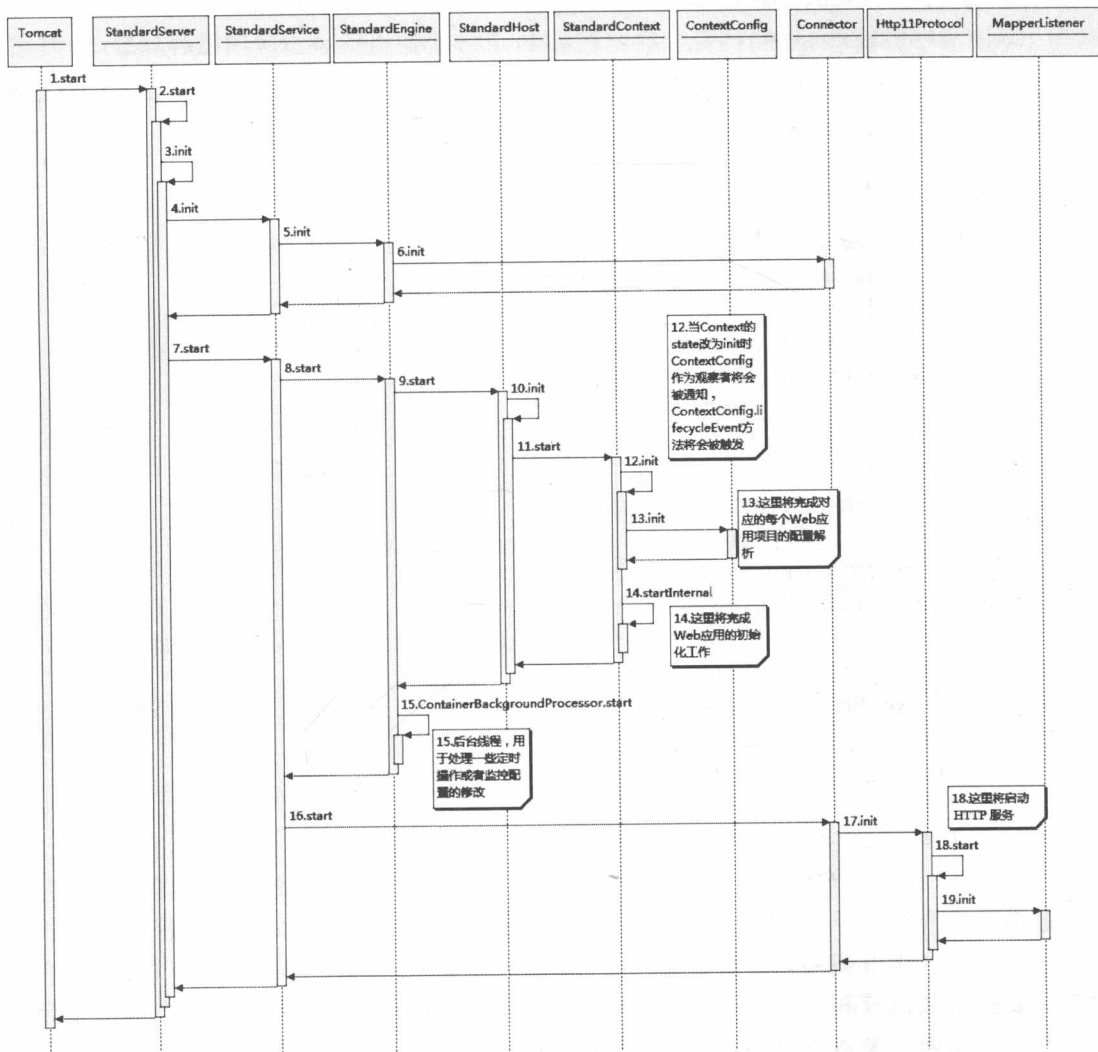 Tomcat
StandardServer
StandardService
StandardEngine
StandardHost
StandardContext
ContextConfig
Connector
Http11Protocol
MapperListener
1.start
2.start
3.init
4.init
5.init
6.init
12.当Context的
state改为init时
ContextConfig
作为观察者将会
被通知，
ContextConfig.li
fecycleEvent方
法将会被触发
7.start
8.start
9.start
10.init
11.start
12.init
13.init
13.这里将完成对
应的每个Web应
用项目的配置解
析
14.startInternal
14.这里将完成
Web应用的初始
化工作
15.ContainerBackgroundProcessor.start
15.后台线程，用
于处理一些定时
操作或者监控配
置的修改
16.start
17.init
18.这里将启动
HTTP 服务
18.start
19.init